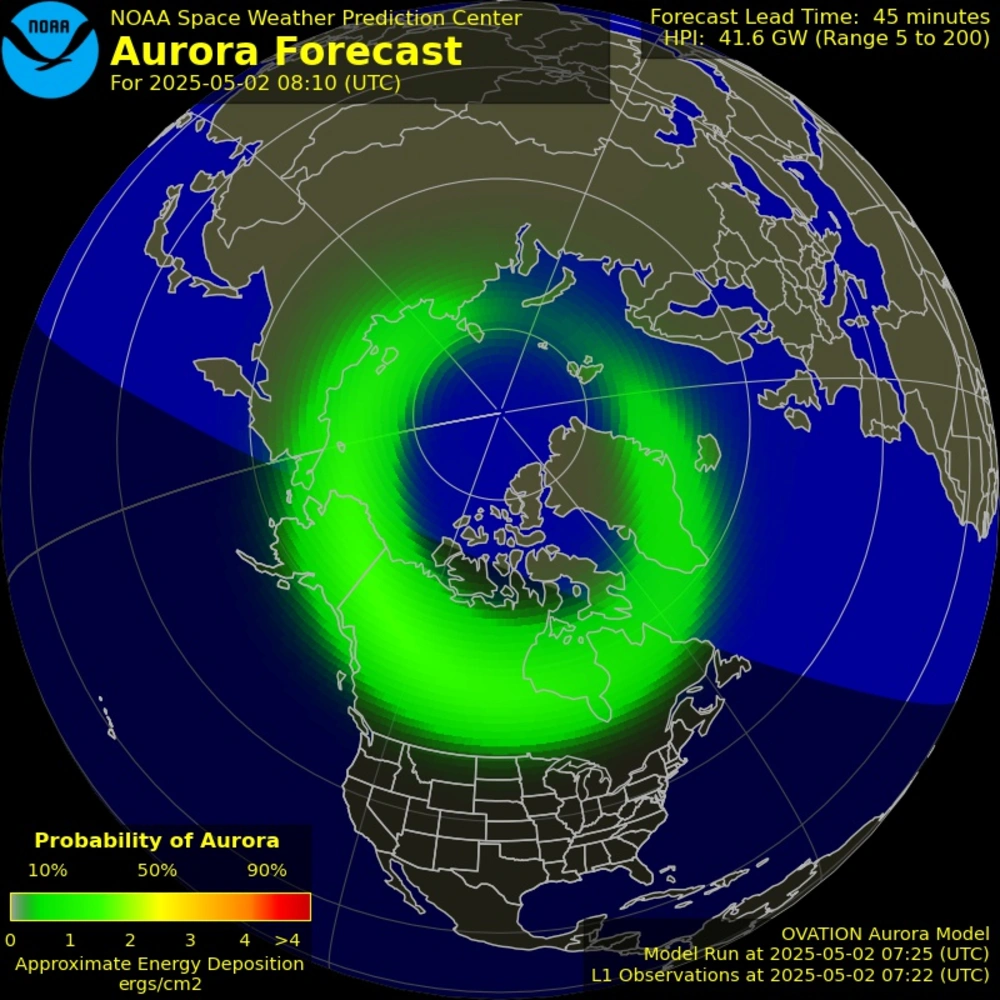 NOAA
NOAA Space Weather Prediction Center
Aurora Forecast
For 2025-05-02 08:10 (UTC)
Forecast Lead Time: 45 minutes
HPI: 41.6 GW (Range 5 to 200)
Probability of Aurora
10% 50% 90%
0 1 2 3 4 >4
Approximate Energy Deposition
ergs/cm2
OVATION Aurora Model
Model Run at 2025-05-02 07:25 (UTC)
L1 Observations at 2025-05-02 07:22 (UTC)